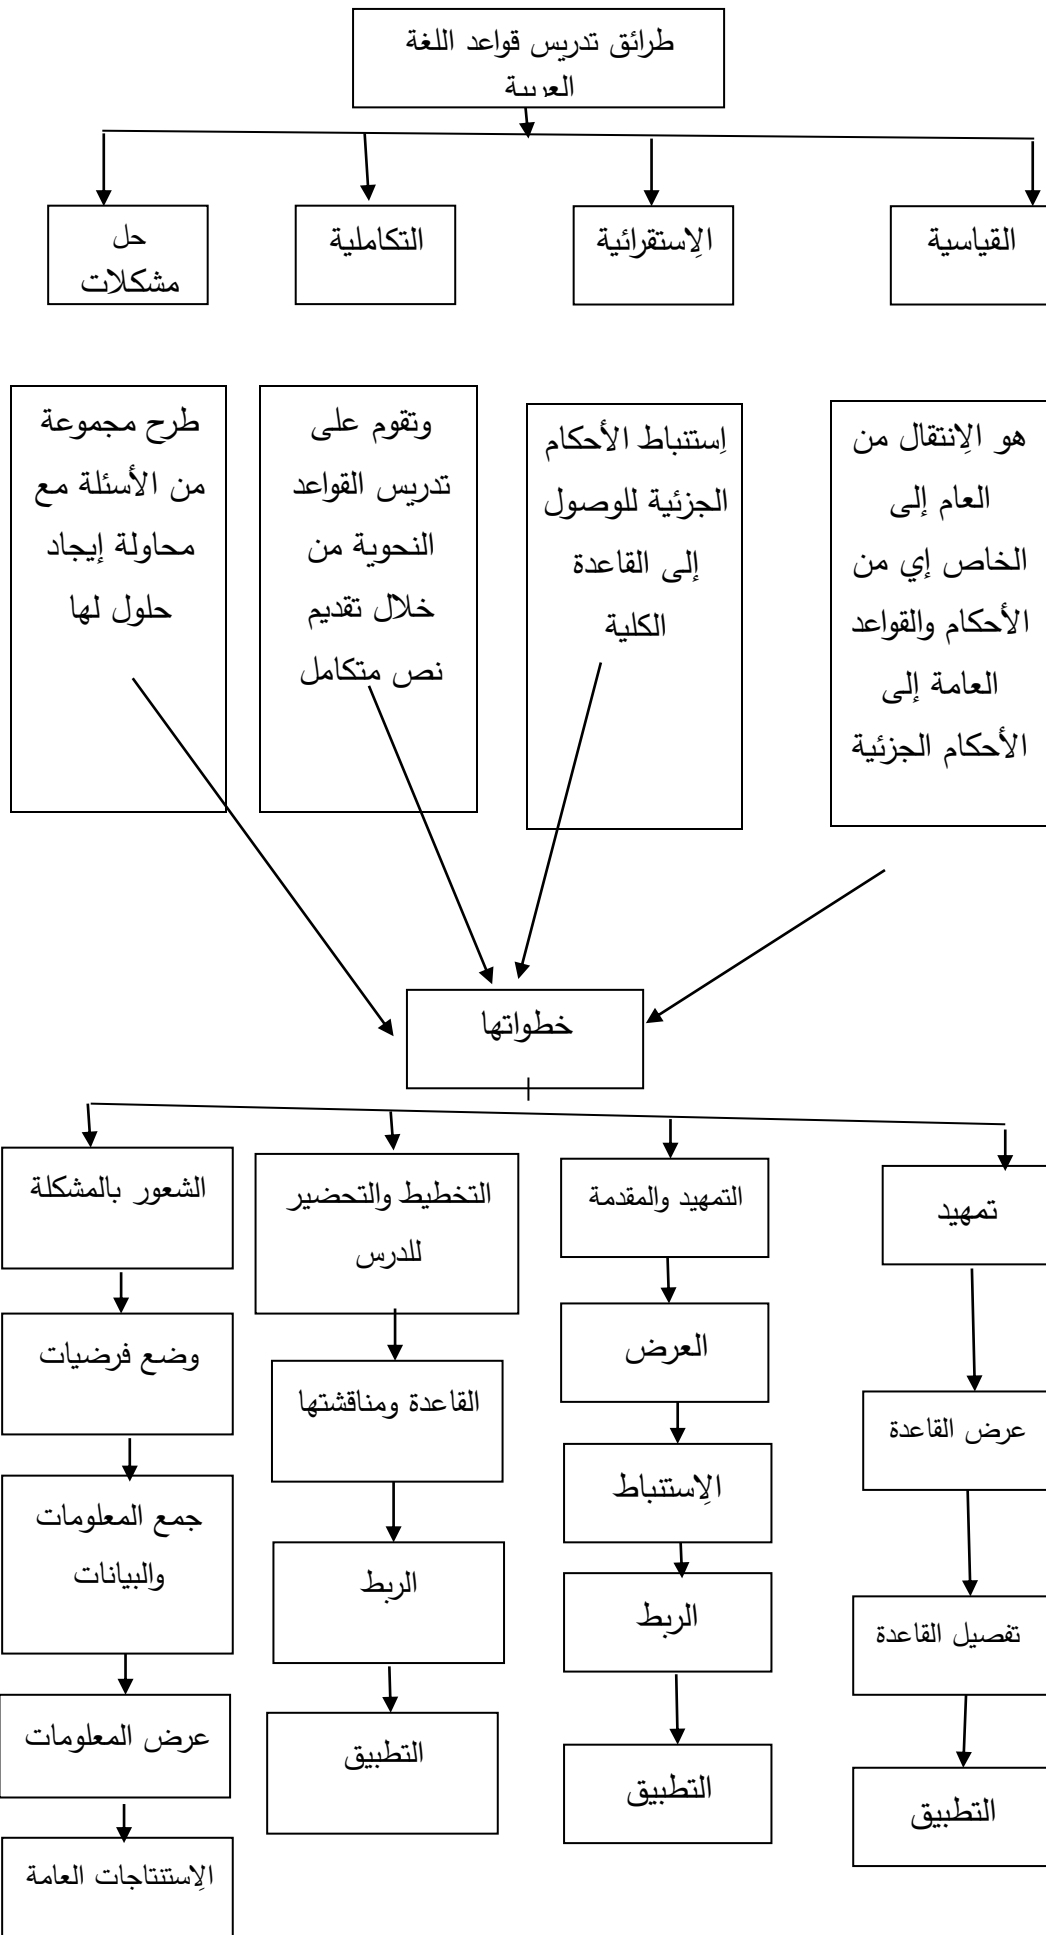 طرائق تدريس قواعد اللغة
العربية
القياسية
الإستقرائية
التكاملية
حل
مشكلات
هو الإنتقال من
العام إلى
الخاص إي من
الأحكام والقواعد
العامة إلى
الأحكام الجزئية
إستنباط الأحكام
الجزئية للوصول
إلى القاعدة
الكلية
وتقوم على
تدريس القواعد
النحوية من
خلال تقديم
نص متكامل
طرح مجموعة
من الأسئلة مع
محاولة إيجاد
حلول لها
خطواتها
تمهيد
عرض القاعدة
تفصيل القاعدة
التطبيق
التمهيد والمقدمة
العرض
الإستنباط
الربط
التطبيق
التخطيط والتحضير
للدرس
القاعدة ومناقشتها
الربط
التطبيق
الشعور بالمشكلة
وضع فرضيات
جمع المعلومات
والبيانات
عرض المعلومات
الإستنتاجات العامة